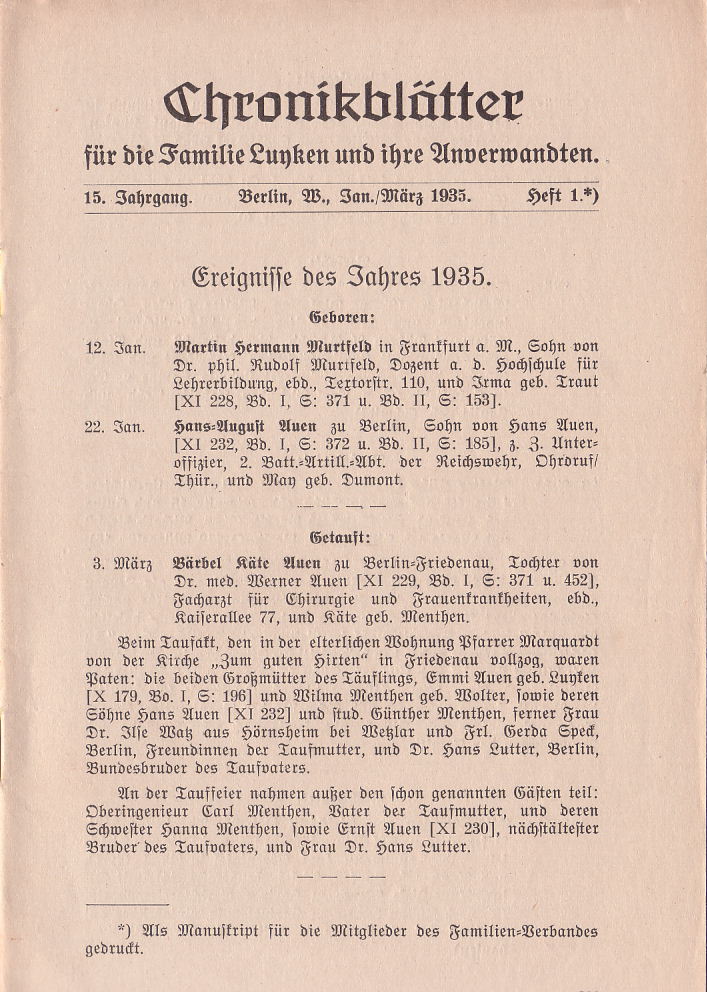 Chronikblätter
für die Familie Luyken und ihre Anverwandten.
15. Jahrgang. Berlin, W., Jan./März 1935. Heft 1.*)
Ereignisse des Jahres 1935.
Geboren:
12. Jan. Martin Hermann Murtfeld in Frankfurt a. M., Sohn von
Dr. phil. Rudolf Murtfeld, Dozent a. d. Hochschule für
Lehrerbildung, ebd., Textorstr. 110, und Irma geb. Traut
[XI 228, Bd. I, S: 371 u. Bd. II, S: 153].
22. Jan. Hans-August Auen zu Berlin, Sohn von Hans Auen,
[XI 232, Bd. I, S: 372 u. Bd. II, S: 185], z. Z. Unter-
offizier, 2. Batt.-Artill.-Abt. der Reichswehr, Ohrdruf/
Thür., und May geb. Dumont.
Getauft:
3. März Bärbel Käte Auen zu Berlin-Friedenau, Tochter von
Dr. med. Werner Auen [XI 229, Bd. I, S: 371 u. 452],
Facharzt für Chirurgie und Frauenkrankheiten, ebd.,
Kaiserallee 77, und Käte geb. Menthen.
Beim Taufakt, den in der elterlichen Wohnung Pfarrer Marquardt
von der Kirche „Zum guten Hirten“ in Friedenau vollzog, waren
Paten: die beiden Großmütter des Täuflings, Emmi Auen geb. Luyken
[X 179, Bd. I, S: 196] und Wilma Menthen geb. Wolter, sowie deren
Söhne Hans Auen [XI 232] und stud. Günther Menthen, ferner Frau
Dr. Ilse Watz aus Hörnsheim bei Wetzlar und Frl. Gerda Speck,
Berlin, Freundinnen der Taufmutter, und Dr. Hans Lutter, Berlin,
Bundesbruder des Taufvaters.
An der Tauffeier nahmen außer den schon genannten Gästen teil:
Oberingenieur Carl Menthen, Vater der Taufmutter, und deren
Schwester Hanna Menthen, sowie Ernst Auen [XI 230], nächstältester
Bruder des Taufvaters, und Frau Dr. Hans Lutter.
*) Als Manuskript für die Mitglieder des Familien-Verbandes
gedruckt.